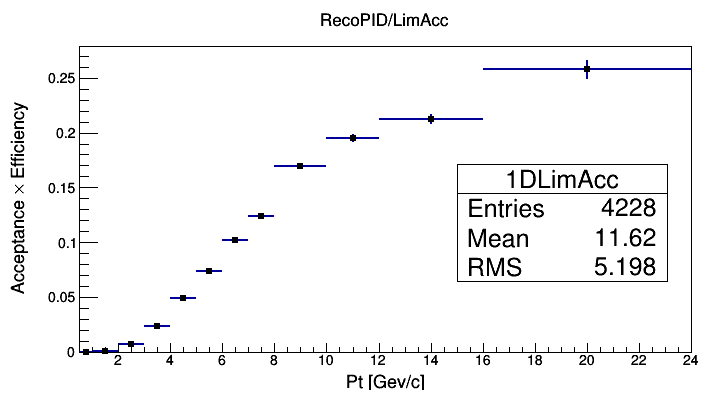 RecoPID/LimAcc
Acceptance × Efficiency
0.25
0.2
0.15
0.1
0.05
0
1DLimAcc
Entries 4228
Mean 11.62
RMS 5.198
2 4 6 8 10 12 14 16 18 20 22 24
Pt [Gev/c]